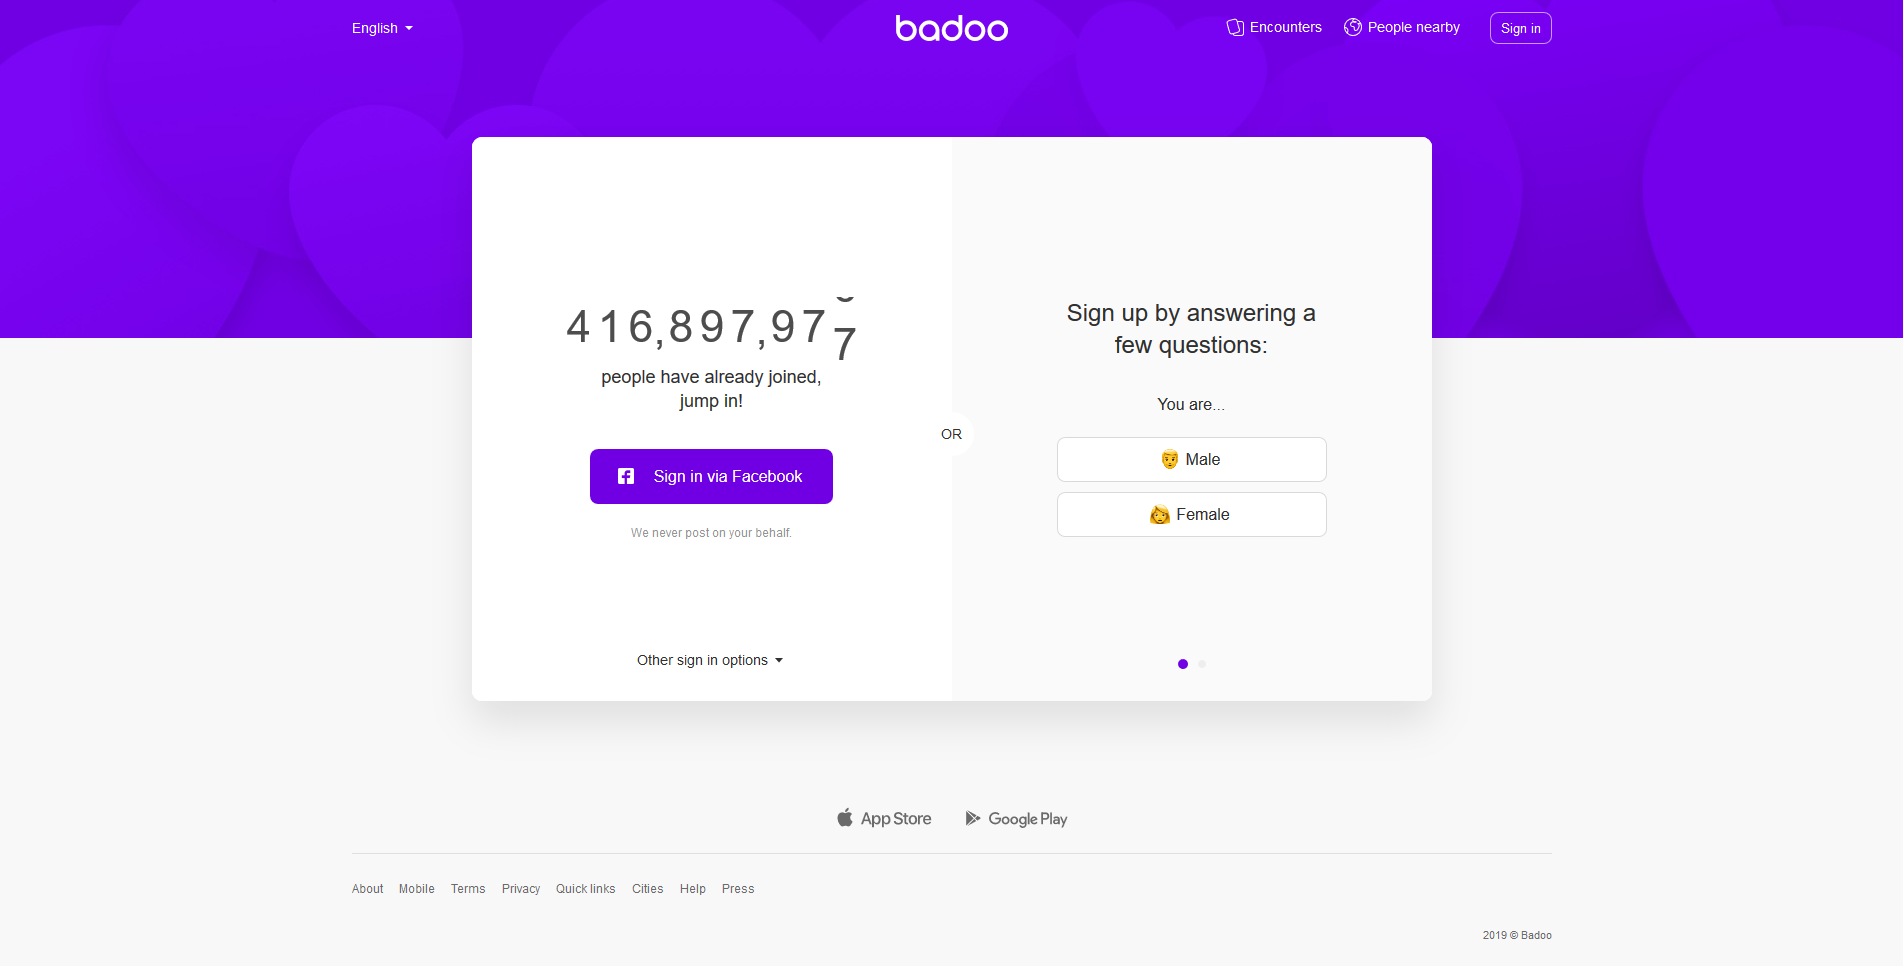 English
badoo
Encounters
People nearby
Sign in
416,897,977
people have already joined,
jump in!
Sign in via Facebook
We never post on your behalf.
Other sign in options
OR
Sign up by answering a
few questions:
You are...
Male
Female
App Store
Google Play
About Mobile Terms Privacy Quick links Cities Help Press
2019 © Badoo